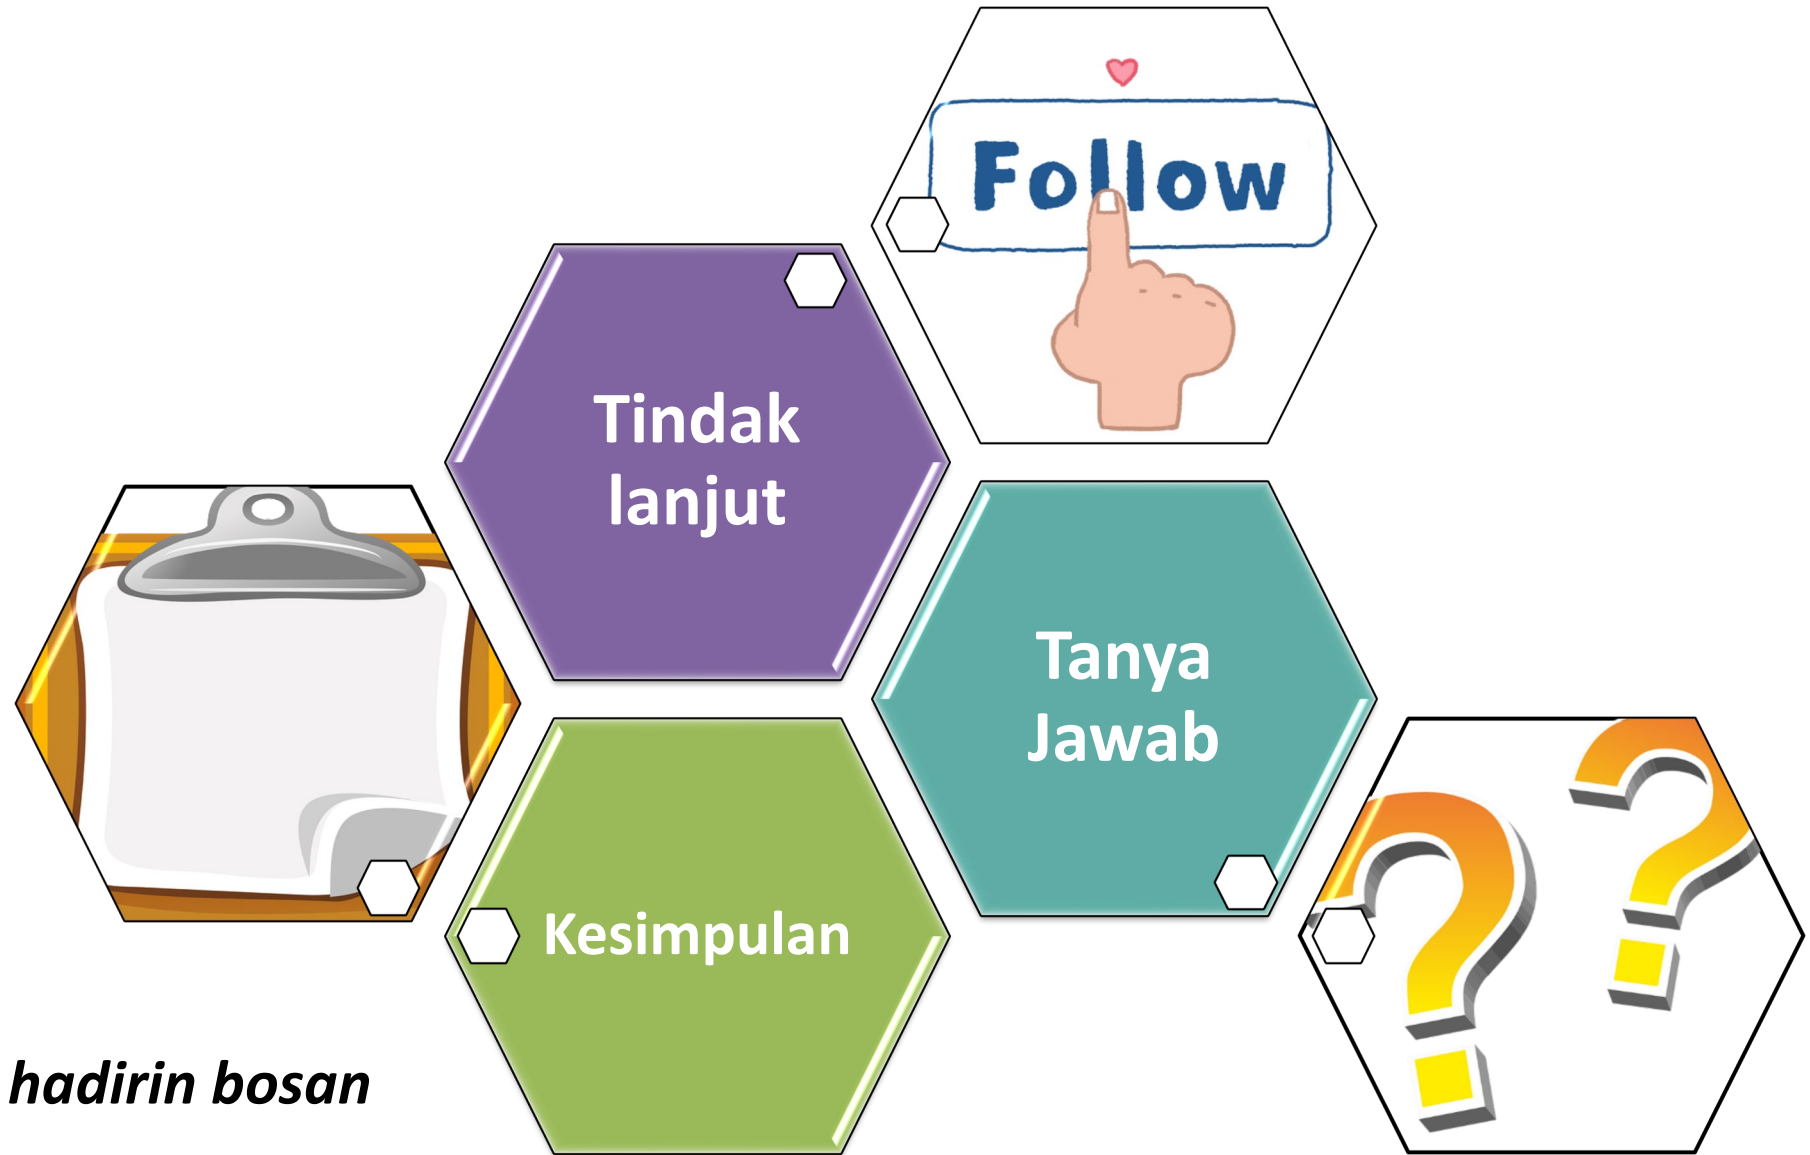 Follow
Tindak
lanjut
Tanya
Jawab
Kesimpulan
hadirin bosan